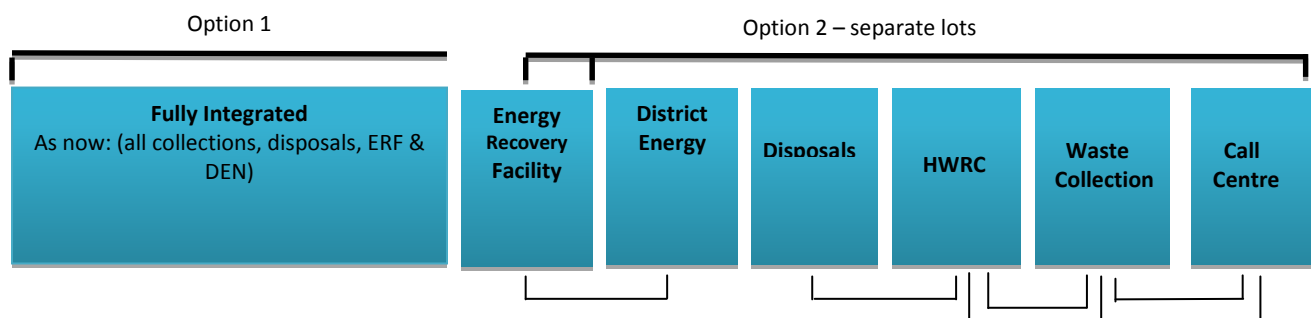 Option 1
Option 2 – separate lots
Fully Integrated
As now: (all collections, disposals, ERF &
DEN)
Energy
Recovery
Facility
District
Energy
Disposals
HWRC
Waste
Collection
Call
Centre